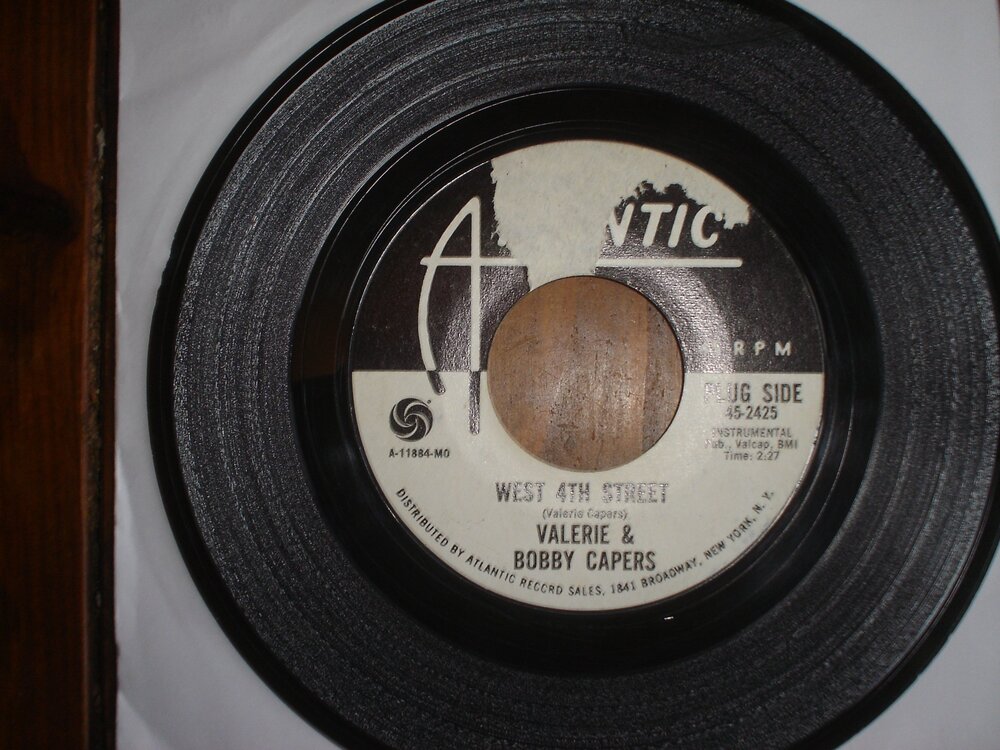 A NTIC
RPM
PLUG SIDE
45-2425
INSTRUMENTAL
Pub., Valcap, BMI
Time: 2:27
A-11884-MO
WEST 4TH STREET
(Valerie Capers)
VALERIE &
BOBBY CAPERS
DISTRIBUTED BY ATLANTIC RECORD SALES, 1841 BROADWAY, NEW YORK, N. Y.